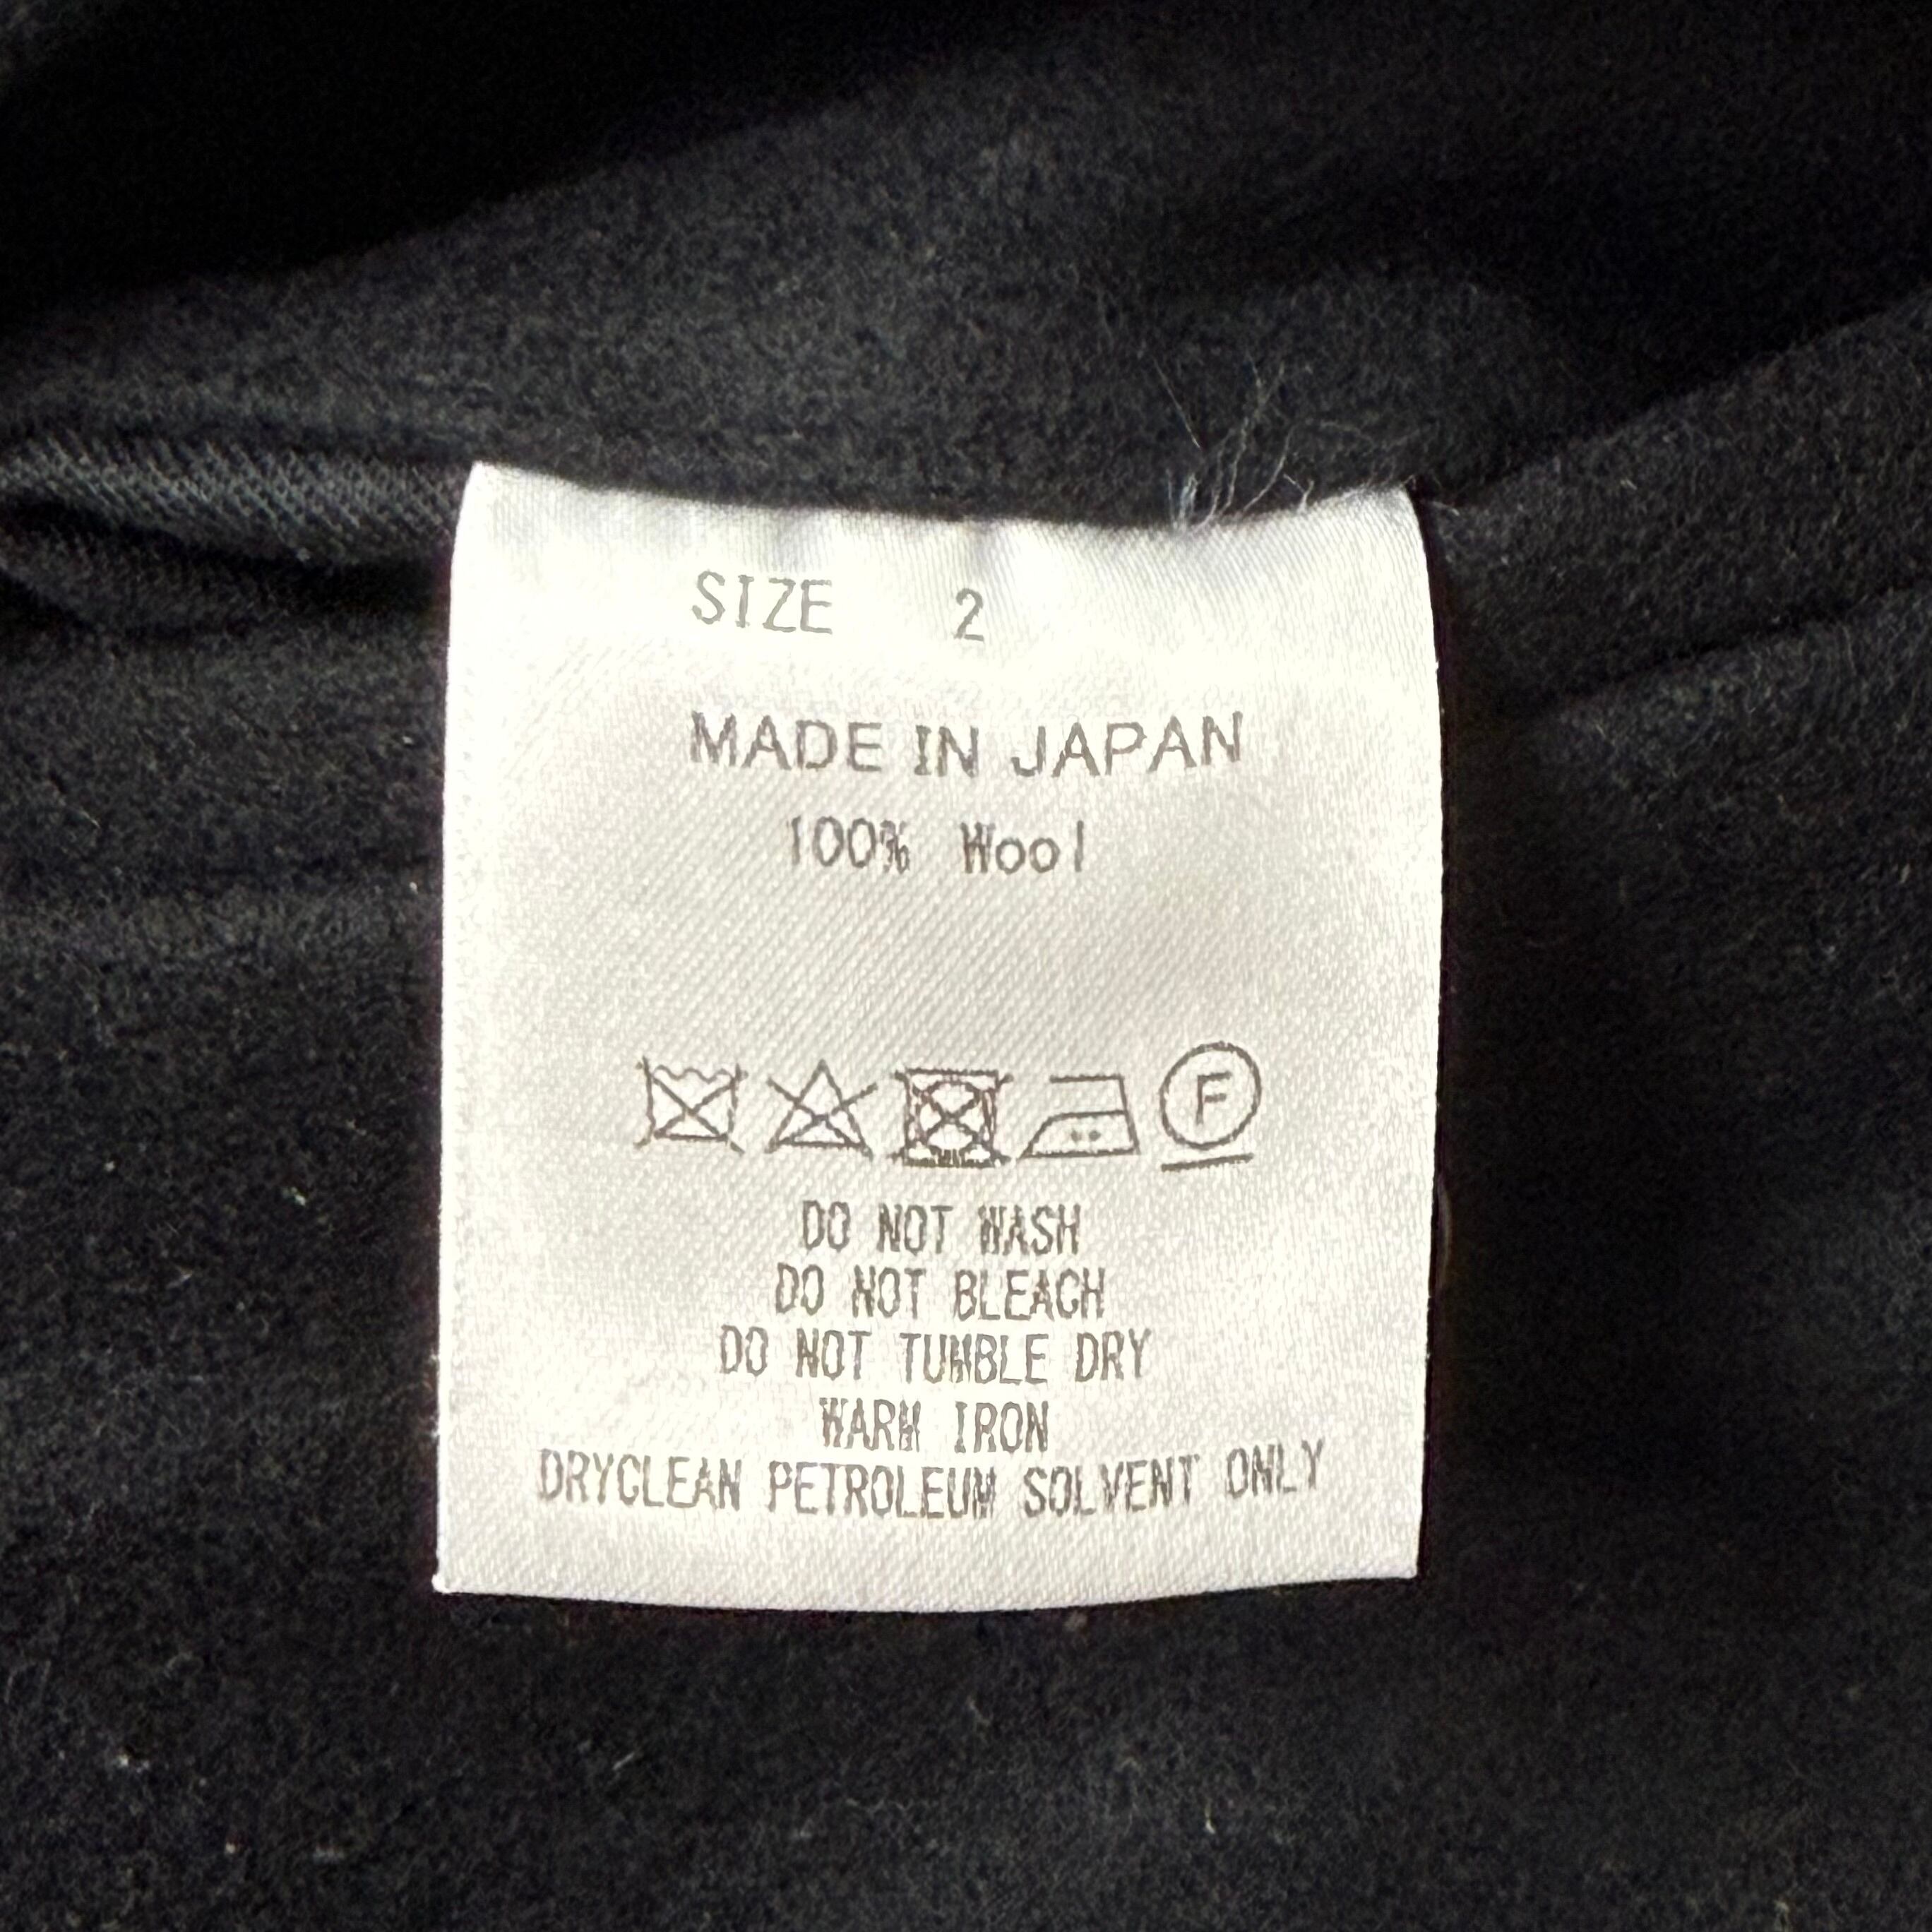 SIZE 2
MADE IN JAPAN
100% Wool
F
DO NOT WASH
DO NOT BLEACH
DO NOT TUMBLE DRY
WARM IRON
DRYCLEAN PETROLEUM SOLVENT ONLY